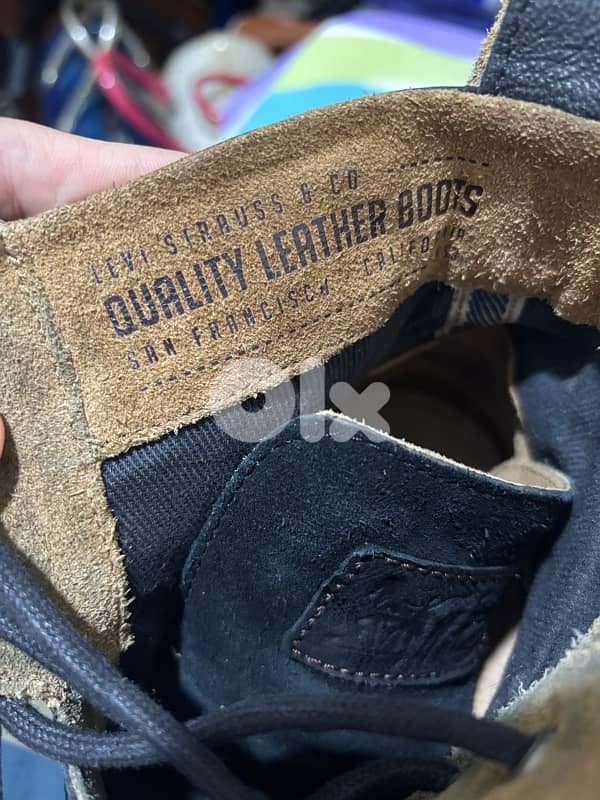 LEVI STRAUSS & CO
QUALITY LEATHER BOOTS
SAN FRANCISCO, CALIFORNIA
olx